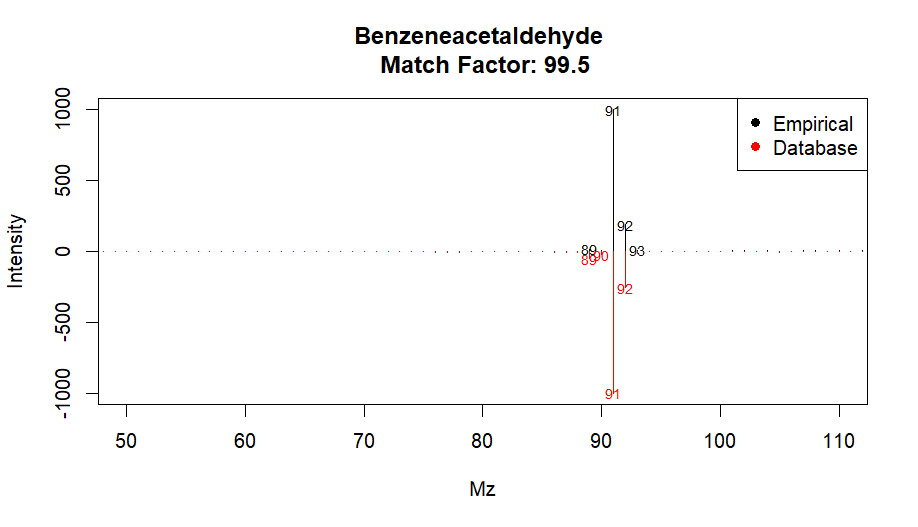 Benzeneacetaldehyde
Match Factor: 99.5
Empirical
Database
Intensity
1000
500
0
-500
-1000
91
92
89
93
90
89
92
91
50 60 70 80 90 100 110
Mz